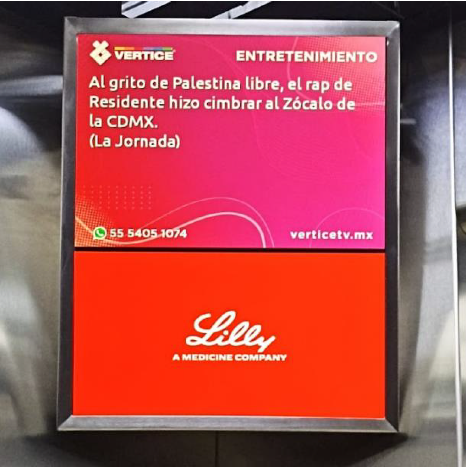 VERTICE
ENTRETENIMIENTO
Al grito de Palestina libre, el rap de
Residente hizo cimbrar al Zócalo de
la CDMX.
(La Jornada)
55 5405 1074
verticetv.mx
Lilly
A MEDICINE COMPANY